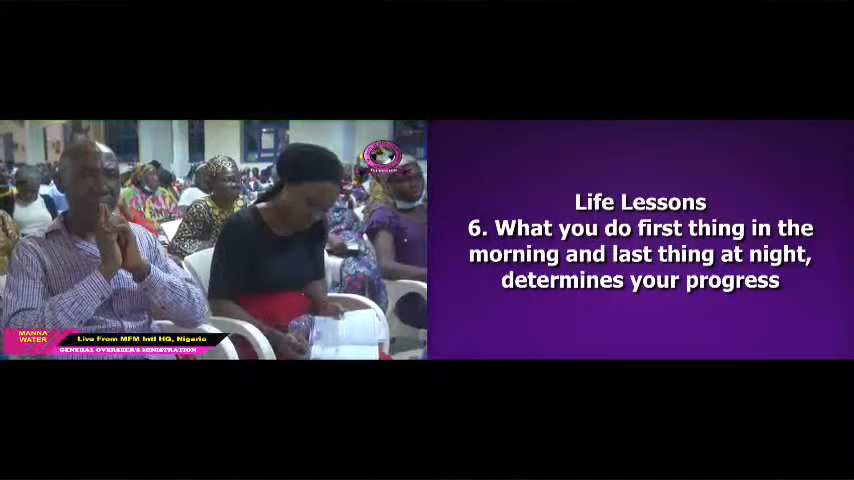 MANNA
WATER
Live From MFM Intl HQ, Nigeria
GENERAL OVERSEER'S MINISTRATION
Life Lessons
6. What you do first thing in the
morning and last thing at night,
determines your progress